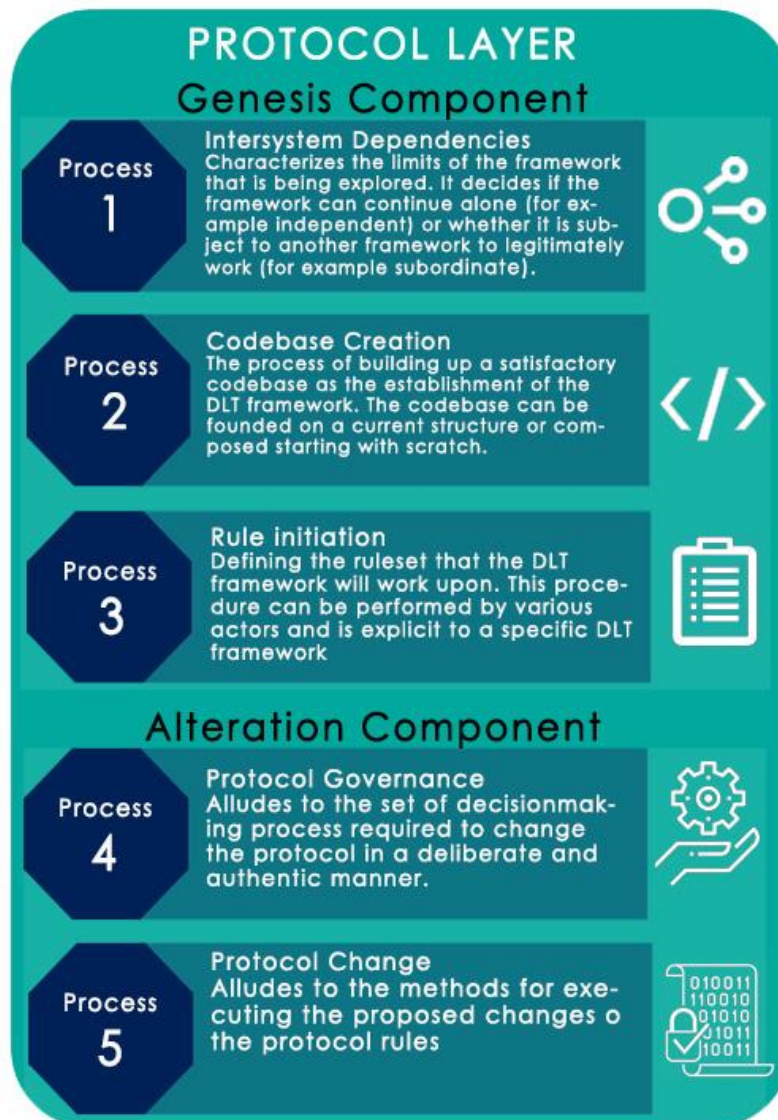 PROTOCOL LAYER
Genesis Component
Process
1
Intersystem Dependencies
Characterizes the limits of the framework
that is being explored. It decides if the
framework can continue alone (for ex-
ample independent) or whether it is sub-
ject to another framework to legitimately
work (for example subordinate).
Process
2
Codebase Creation
The process of building up a satisfactory
codebase as the establishment of the
DLT framework. The codebase can be
founded on a current structure or com-
posed starting with scratch.
Process
3
Rule initiation
Defining the ruleset that the DLT
framework will work upon. This proce-
dure can be performed by various
actors and is explicit to a specific DLT
framework
Alteration Component
Process
4
Protocol Governance
Alludes to the set of decisionmak-
ing process required to change
the protocol in a deliberate and
authentic manner.
Process
5
Protocol Change
Alludes to the methods for exe-
cuting the proposed changes o
the protocol rules
010011
110010
01010
01011
10011